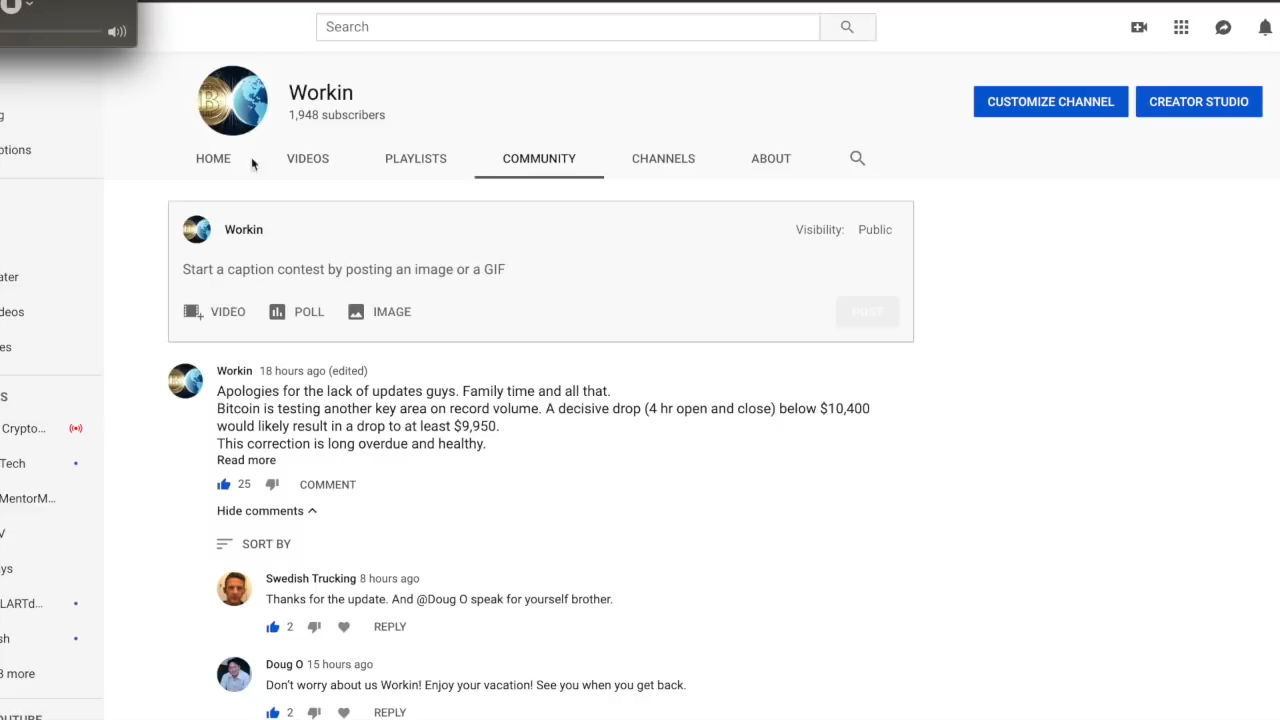 Search
Workin
1,948 subscribers
CUSTOMIZE CHANNEL
CREATOR STUDIO
HOME
VIDEOS
PLAYLISTS
COMMUNITY
CHANNELS
ABOUT
g
ptions
ater
deos
es
S
Crypto...
Tech
MentorM...
V
ys
LARTd...
sh
8 more
OUTUBE
Workin
Visibility: Public
Start a caption contest by posting an image or a GIF
VIDEO
POLL
IMAGE
POST
Workin 18 hours ago (edited)
Apologies for the lack of updates guys. Family time and all that.
Bitcoin is testing another key area on record volume. A decisive drop (4 hr open and close) below $10,400
would likely result in a drop to at least $9,950.
This correction is long overdue and healthy.
Read more
25
COMMENT
Hide comments
SORT BY
Swedish Trucking 8 hours ago
Thanks for the update. And @Doug O speak for yourself brother.
2
REPLY
Doug O 15 hours ago
Don't worry about us Workin! Enjoy your vacation! See you when you get back.
2
REPLY